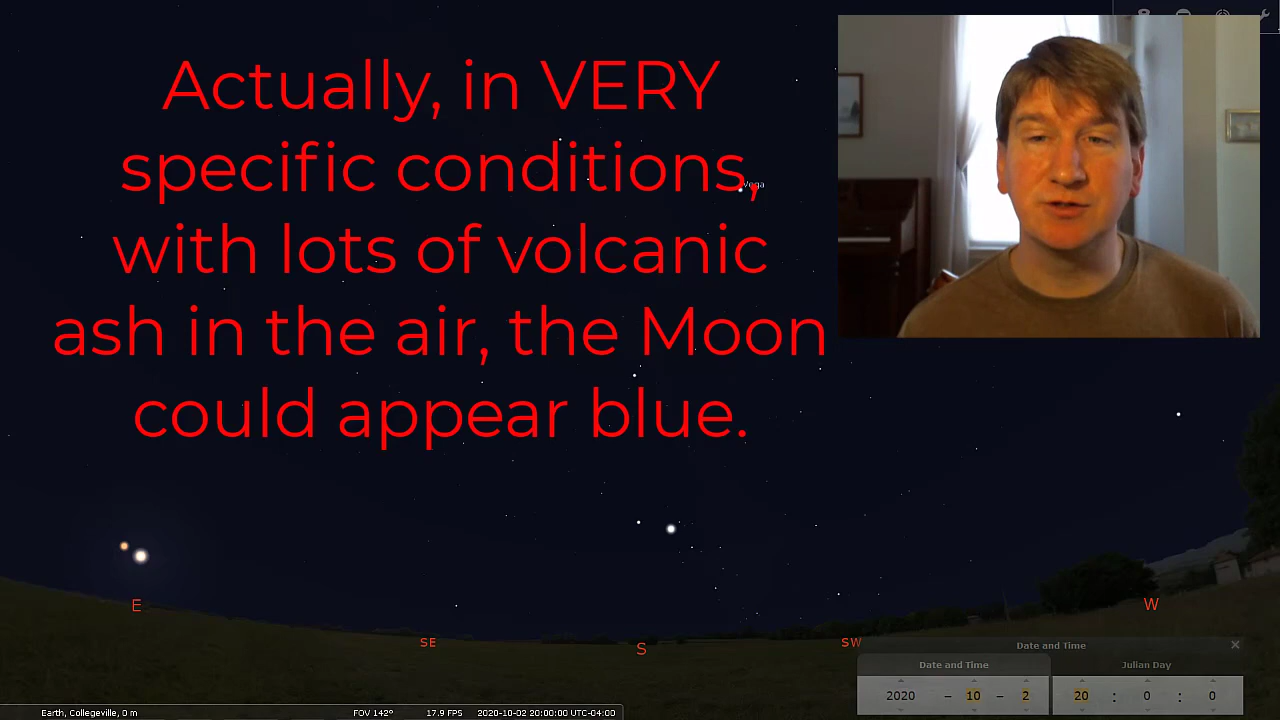 Actually, in VERY
specific conditions,
with lots of volcanic
ash in the air, the Moon
could appear blue.
Vega
E
SE
S
SW
W
Date and Time
Date and Time
Julian Day
2020 – 10 – 2
20 : 0 : 0
Earth, Collegeville, 0 m
FOV 142°
17.9 FPS
2020-10-02 20:00:00 UTC-04:00